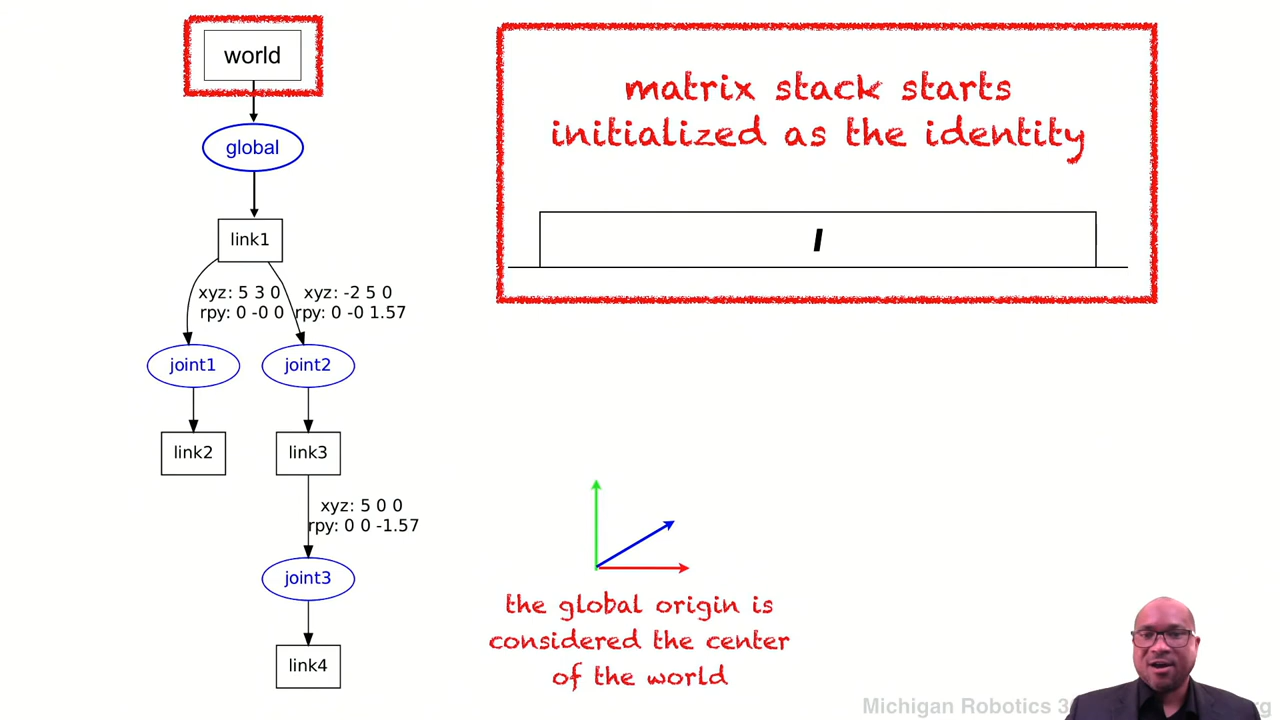 world
global
link1
xyz: 5 3 0
rpy: 0 -0 0
xyz: -2 5 0
rpy: 0 -0 1.57
joint1
joint2
link2
link3
xyz: 5 0 0
rpy: 0 0 -1.57
joint3
link4
matrix stack starts
initialized as the identity
I
the global origin is
considered the center
of the world
Michigan Robotics